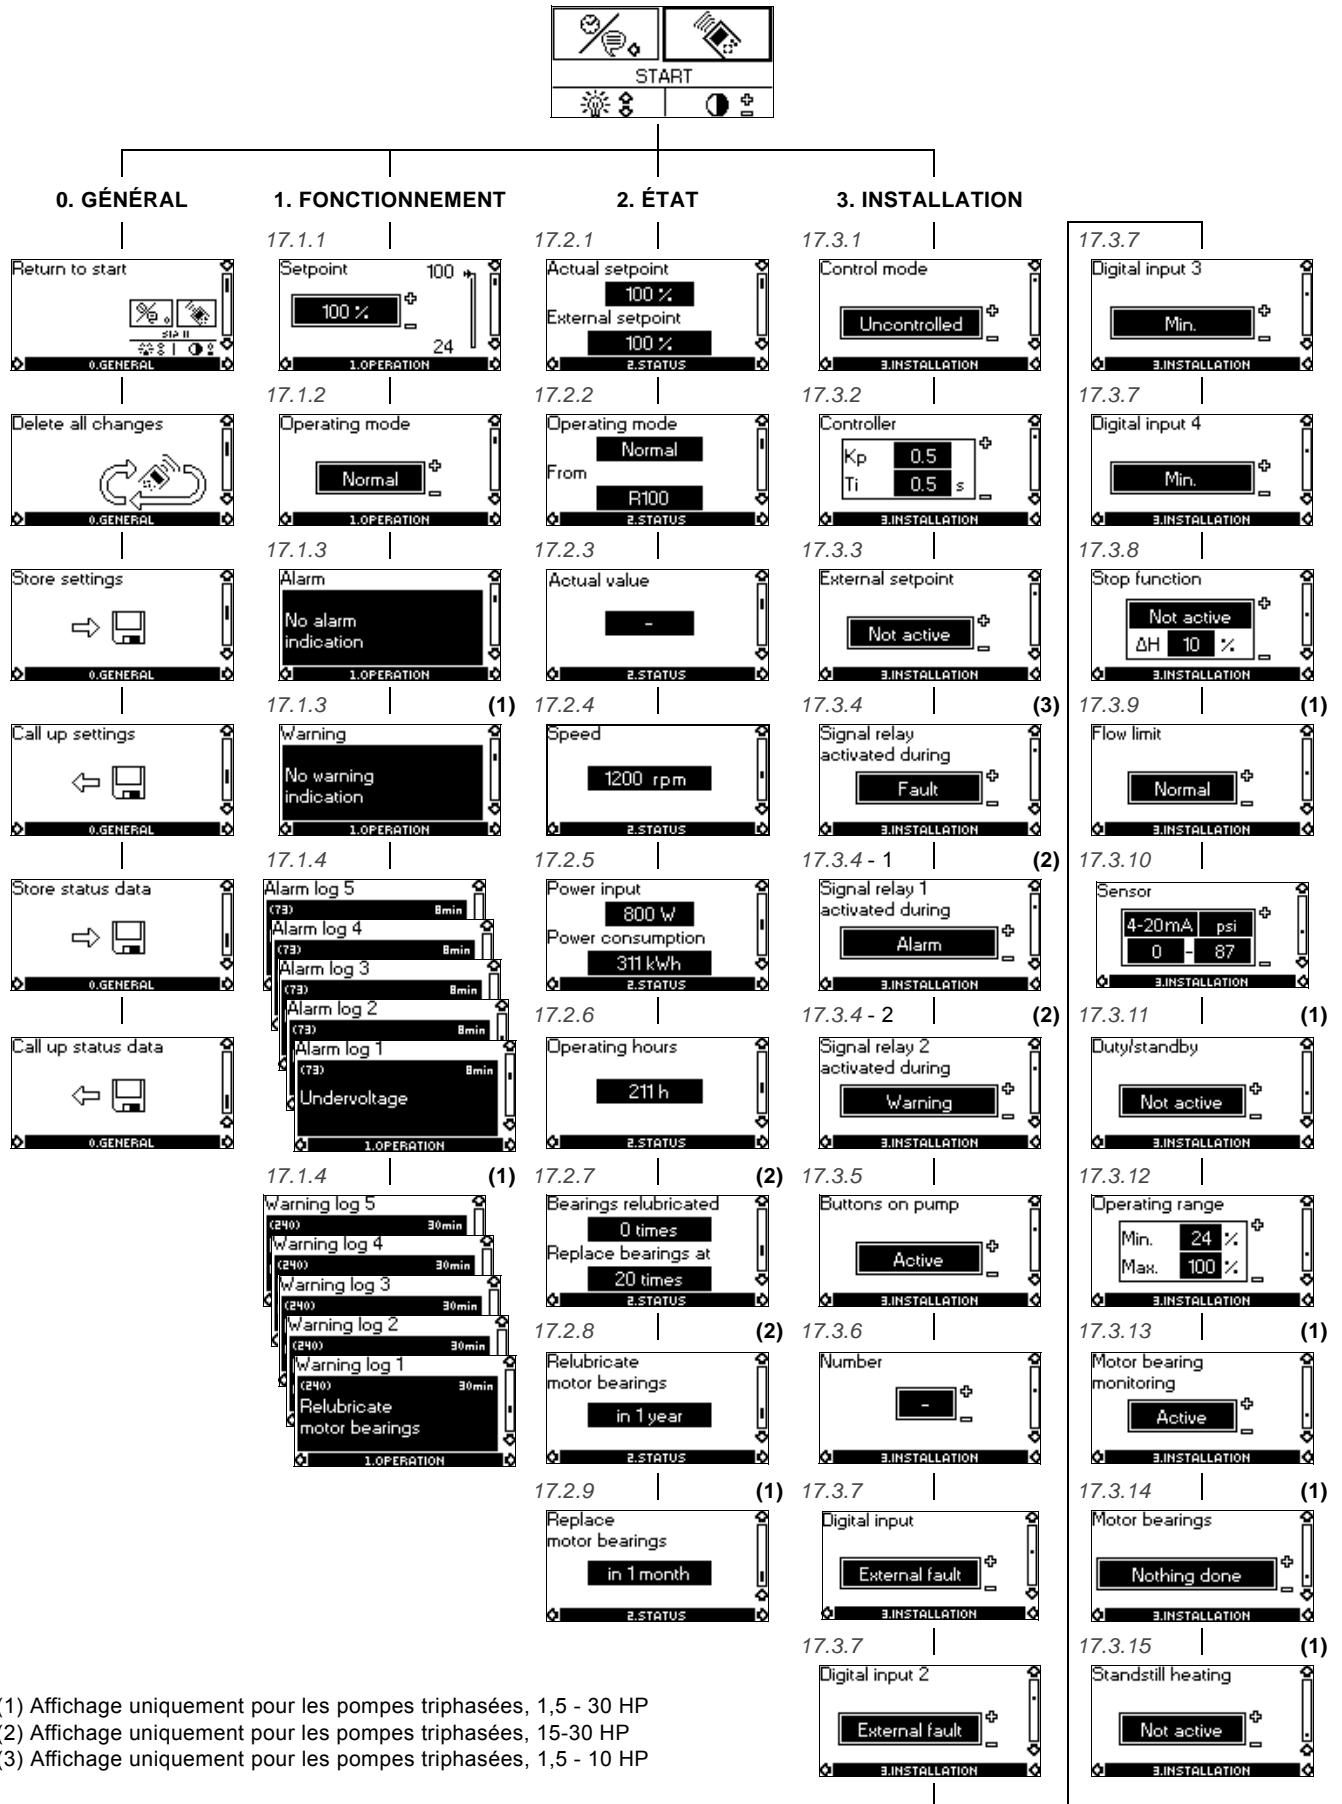 START
0. GÉNÉRAL
Return to start
START
0.GENERAL
Delete all changes
0.GENERAL
Store settings
0.GENERAL
Call up settings
0.GENERAL
Store status data
0.GENERAL
Call up status data
0.GENERAL
1. FONCTIONNEMENT
17.1.1
Setpoint 100
100 %
24
1.OPERATION
17.1.2
Operating mode
Normal
1.OPERATION
17.1.3
Alarm
No alarm
indication
1.OPERATION
17.1.3 (1)
Warning
No warning
indication
1.OPERATION
17.1.4
Alarm log 5
(73) 8min
Alarm log 4
(73) 8min
Alarm log 3
(73) 8min
Alarm log 2
(73) 8min
Alarm log 1
(73) 8min
Undervoltage
1.OPERATION
17.1.4 (1)
Warning log 5
(240) 30min
Warning log 4
(240) 30min
Warning log 3
(240) 30min
Warning log 2
(240) 30min
Warning log 1
(240) 30min
Relubricate
motor bearings
1.OPERATION
2. ÉTAT
17.2.1
Actual setpoint
100 %
External setpoint
100 %
2.STATUS
17.2.2
Operating mode
Normal
From
R100
2.STATUS
17.2.3
Actual value
-
2.STATUS
17.2.4
Speed
1200 rpm
2.STATUS
17.2.5
Power input
800 W
Power consumption
311 kWh
2.STATUS
17.2.6
Operating hours
211 h
2.STATUS
17.2.7 (2)
Bearings relubricated
0 times
Replace bearings at
20 times
2.STATUS
17.2.8 (2)
Relubricate
motor bearings
in 1 year
2.STATUS
17.2.9 (1)
Replace
motor bearings
in 1 month
2.STATUS
3. INSTALLATION
17.3.1
Control mode
Uncontrolled
3.INSTALLATION
17.3.2
Controller
Kp 0.5
Ti 0.5 s
3.INSTALLATION
17.3.3
External setpoint
Not active
3.INSTALLATION
17.3.4 (3)
Signal relay
activated during
Fault
3.INSTALLATION
17.3.4 - 1 (2)
Signal relay 1
activated during
Alarm
3.INSTALLATION
17.3.4 - 2 (2)
Signal relay 2
activated during
Warning
3.INSTALLATION
17.3.5
Buttons on pump
Active
3.INSTALLATION
17.3.6
Number
-
3.INSTALLATION
17.3.7
Digital input
External fault
3.INSTALLATION
17.3.7
Digital input 2
External fault
3.INSTALLATION
17.3.7
Digital input 3
Min.
3.INSTALLATION
17.3.7
Digital input 4
Min.
3.INSTALLATION
17.3.8
Stop function
Not active
ΔH 10 %
3.INSTALLATION
17.3.9 (1)
Flow limit
Normal
3.INSTALLATION
17.3.10
Sensor
4-20mA psi
0 - 87
3.INSTALLATION
17.3.11 (1)
Duty/standby
Not active
3.INSTALLATION
17.3.12
Operating range
Min. 24 %
Max. 100 %
3.INSTALLATION
17.3.13 (1)
Motor bearing
monitoring
Active
3.INSTALLATION
17.3.14 (1)
Motor bearings
Nothing done
3.INSTALLATION
17.3.15 (1)
Standstill heating
Not active
3.INSTALLATION
(1) Affichage uniquement pour les pompes triphasées, 1,5 - 30 HP
(2) Affichage uniquement pour les pompes triphasées, 15-30 HP
(3) Affichage uniquement pour les pompes triphasées, 1,5 - 10 HP